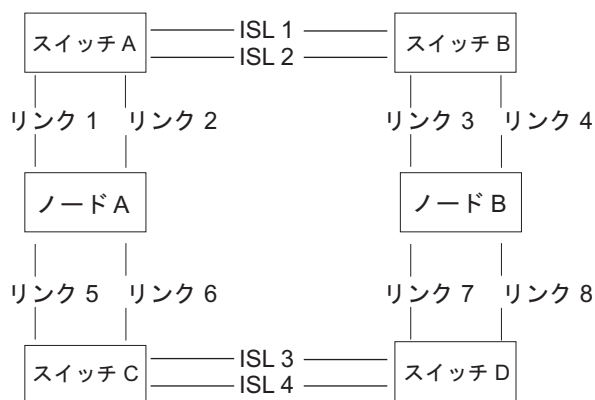 スイッチ A
ISL 1
ISL 2
スイッチ B
リンク 1
リンク 2
リンク 3
リンク 4
ノード A
ノード B
リンク 5
リンク 6
リンク 7
リンク 8
スイッチ C
ISL 3
ISL 4
スイッチ D